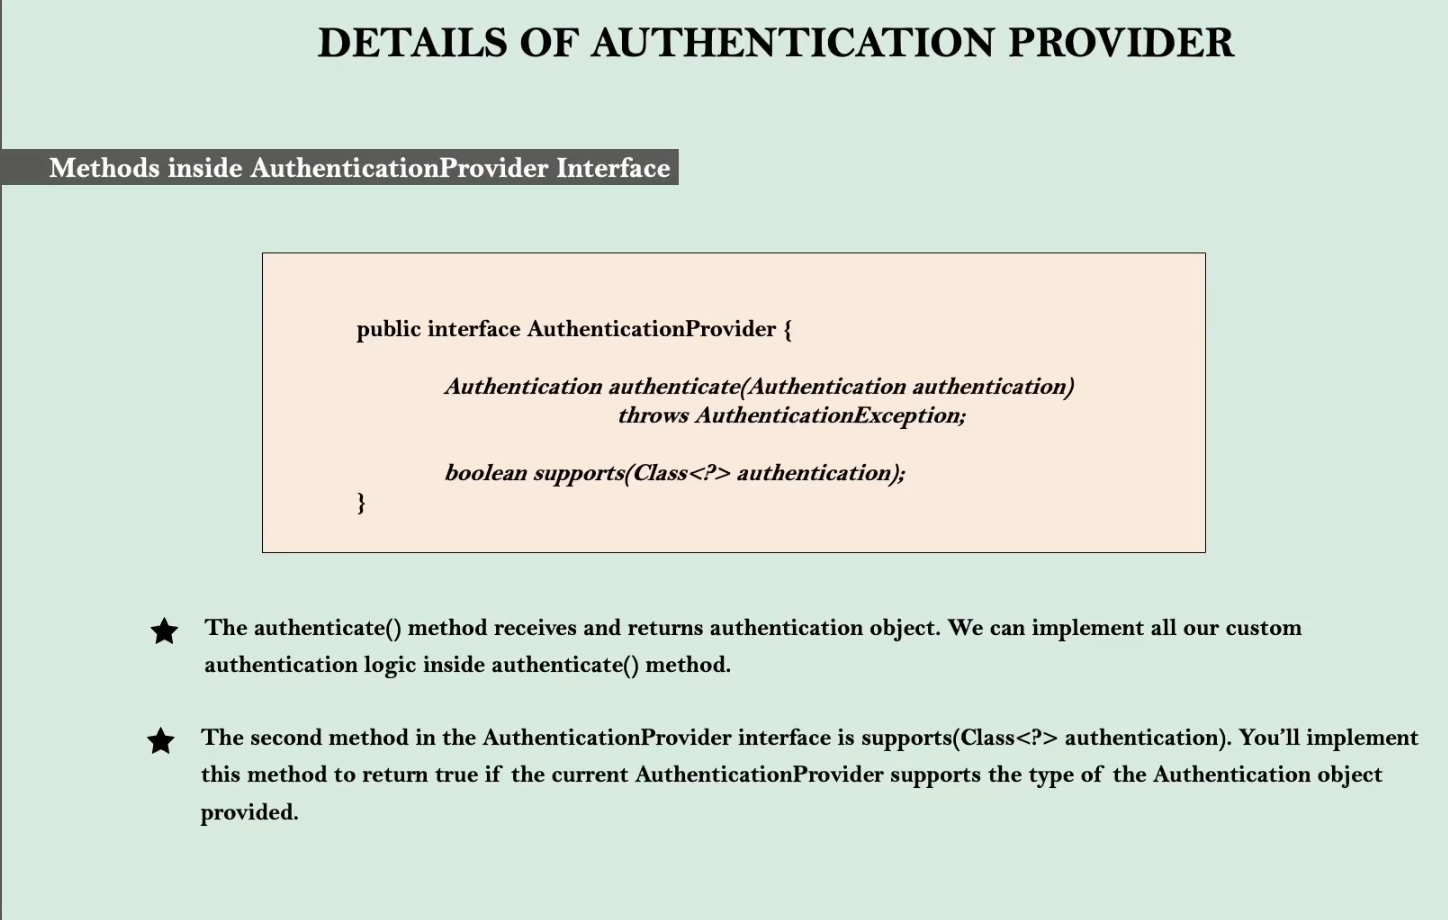 DETAILS OF AUTHENTICATION PROVIDER
Methods inside AuthenticationProvider Interface
public interface AuthenticationProvider {
Authentication authenticate(Authentication authentication)
throws AuthenticationException;
boolean supports(Class<?> authentication);
}
★ The authenticate() method receives and returns authentication object. We can implement all our custom
authentication logic inside authenticate() method.
★ The second method in the AuthenticationProvider interface is supports(Class<?> authentication). You’ll implement
this method to return true if the current AuthenticationProvider supports the type of the Authentication object
provided.